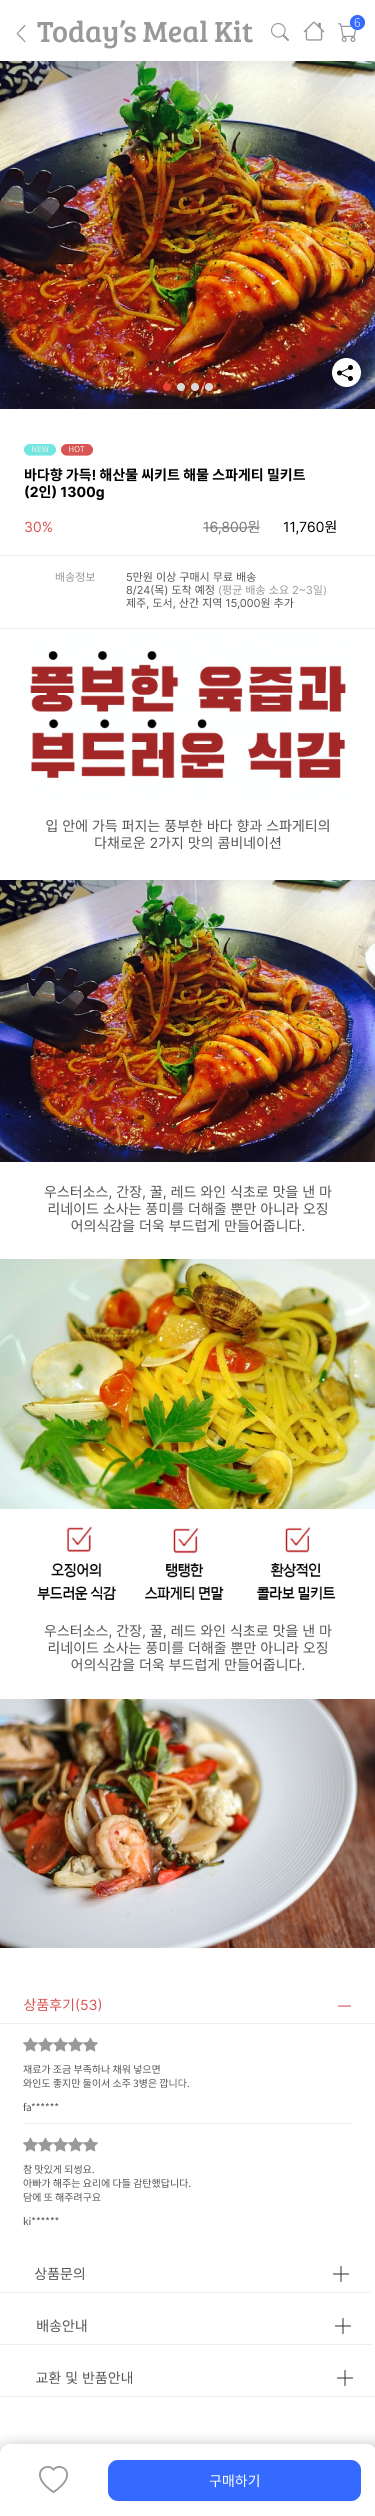 Today's Meal Kit
6
NEW HOT
바다향 가득! 해산물 씨키트 해물 스파게티 밀키트
(2인) 1300g
30% 16,800원 11,760원
배송정보 5만원 이상 구매시 무료 배송
8/24(목) 도착 예정 (평균 배송 소요 2~3일)
제주, 도서, 산간 지역 15,000원 추가
풍부한 육즙과
부드러운 식감
입 안에 가득 퍼지는 풍부한 바다 향과 스파게티의
다채로운 2가지 맛의 콤비네이션
우스터소스, 간장, 꿀, 레드 와인 식초로 맛을 낸 마
리네이드 소사는 풍미를 더해줄 뿐만 아니라 오징
어의식감을 더욱 부드럽게 만들어줍니다.
오징어의 탱탱한 환상적인
부드러운 식감 스파게티 면말 콜라보 밀키트
우스터소스, 간장, 꿀, 레드 와인 식초로 맛을 낸 마
리네이드 소사는 풍미를 더해줄 뿐만 아니라 오징
어의식감을 더욱 부드럽게 만들어줍니다.
상품후기(53)
재료가 조금 부족하나 채워 넣으면
와인도 좋지만 둘이서 소주 3병은 깝니다.
fa******
참 맛있게 되씽요.
아빠가 해주는 요리에 다들 감탄했답니다.
담에 또 해주려구요
ki******
상품문의
배송안내
교환 및 반품안내
구매하기